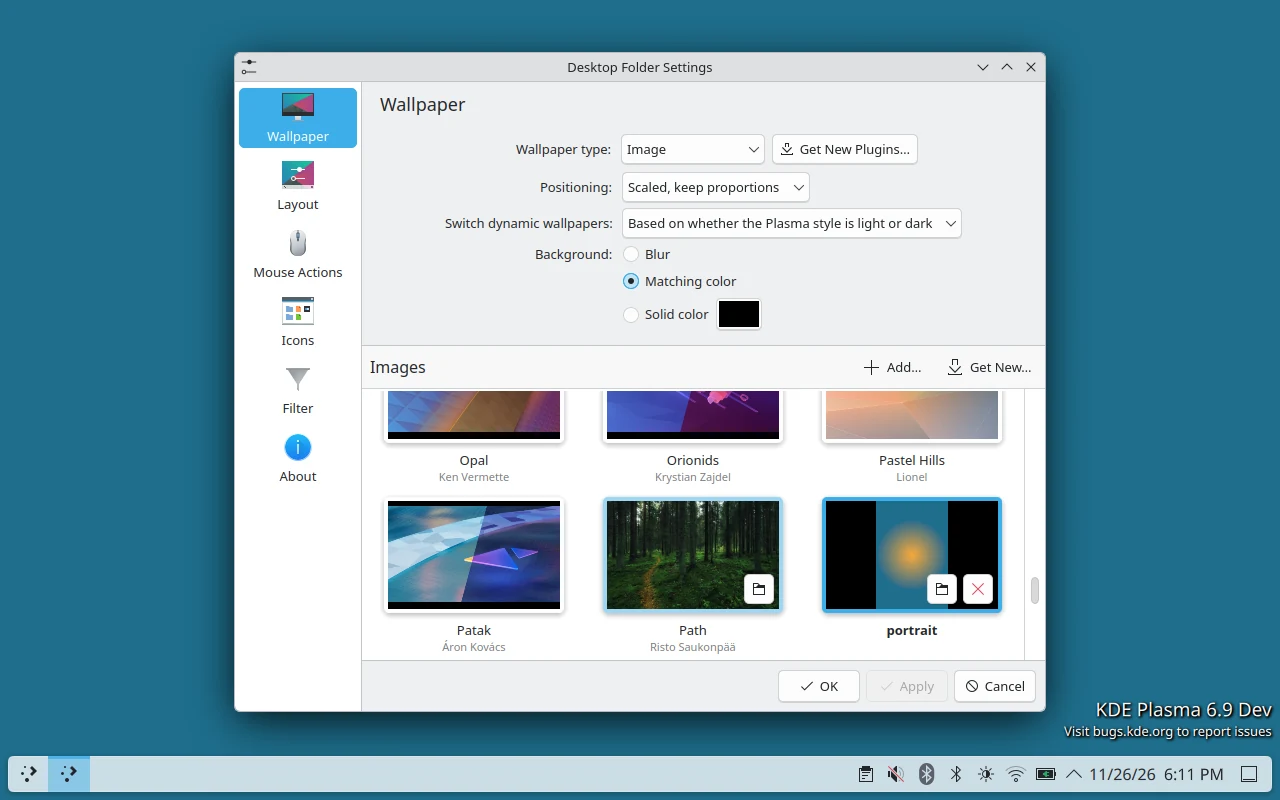 Desktop Folder Settings
Wallpaper
Layout
Mouse Actions
Icons
Filter
About
Wallpaper
Wallpaper type: Image Get New Plugins...
Positioning: Scaled, keep proportions
Switch dynamic wallpapers: Based on whether the Plasma style is light or dark
Background: Blur
Matching color
Solid color
Images Add... Get New...
Opal Orionids Pastel Hills
Ken Vermette Krystian Zajdel Lionel
Patak Path portrait
Áron Kovács Risto Saukonpää
OK Apply Cancel
KDE Plasma 6.9 Dev
Visit bugs.kde.org to report issues
11/26/26 6:11 PM